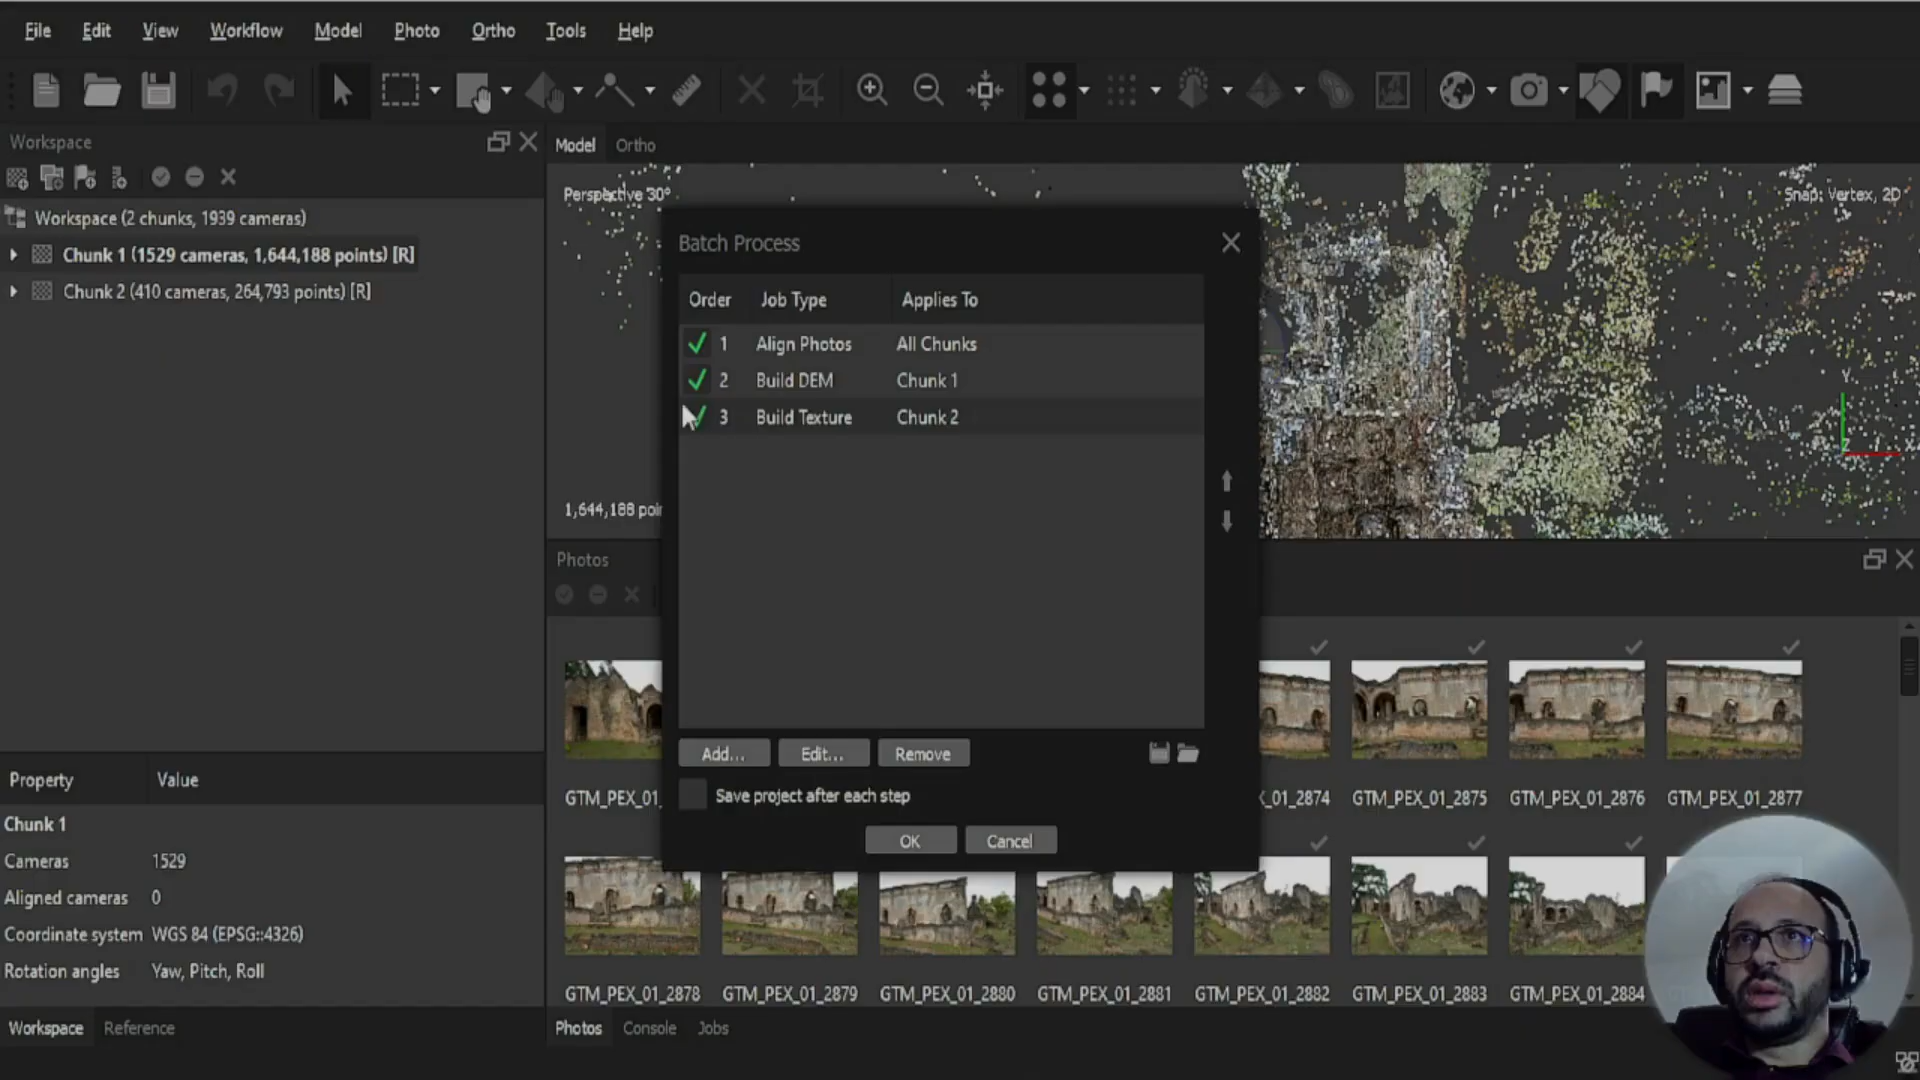 File Edit View Workflow Model Photo Ortho Tools Help
Workspace
Workspace (2 chunks, 1939 cameras)
Chunk 1 (1529 cameras, 1,644,188 points) [R]
Chunk 2 (410 cameras, 264,793 points) [R]
Model Ortho
Perspective 30°
Snap: Vertex, 2D
Batch Process
Order Job Type Applies To
1 Align Photos All Chunks
2 Build DEM Chunk 1
3 Build Texture Chunk 2
Y
Z
1,644,188
Add... Edit... Remove
Save project after each step
OK Cancel
Photos
GTM_PEX_01_
2874 GTM_PEX_01_2875 GTM_PEX_01_2876 GTM_PEX_01_2877
GTM_PEX_01_2878 GTM_PEX_01_2879 GTM_PEX_01_2880 GTM_PEX_01_2881 GTM_PEX_01_2882 GTM_PEX_01_2883 GTM_PEX_01_2884
Property Value
Chunk 1
Cameras 1529
Aligned cameras 0
Coordinate system WGS 84 (EPSG::4326)
Rotation angles Yaw, Pitch, Roll
Workspace Reference
Photos Console Jobs